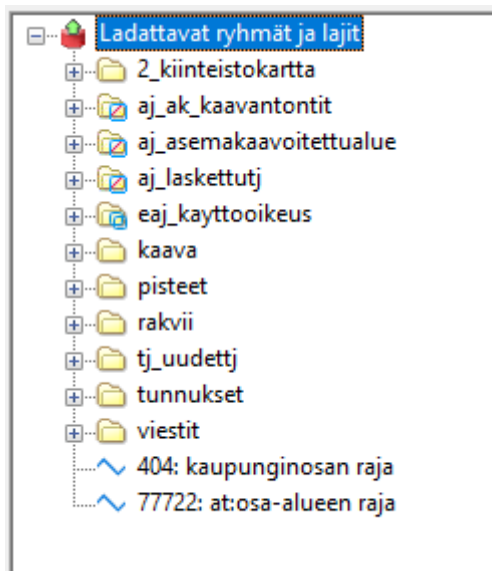 Ladattavat ryhmät ja lajit
2_kiinteistokartta
aj_ak_kaavantontit
aj_asemakaavoitettualue
aj_laskettutj
eaj_kayttooikeus
kaava
pisteet
rakvii
tj_uudettj
tunnukset
viestit
404: kaupunginosan raja
77722: at:osa-alueen raja